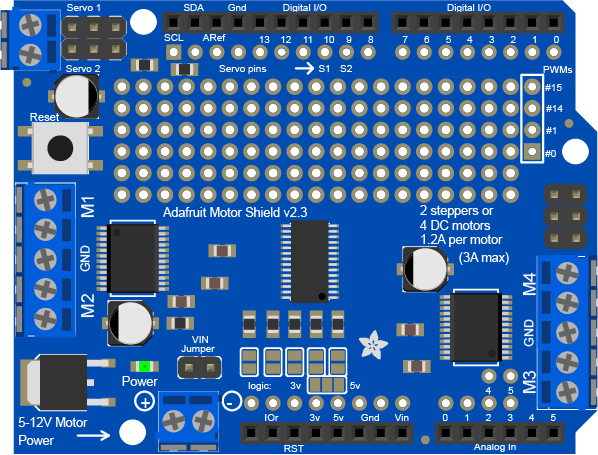 Servo 1
SDA
Gnd
Digital I/O
Digital I/O
SCL
ARef
13 12 11 10 9 8
7 6 5 4 3 2 1 0
Servo 2
Servo pins
S1 S2
PWMs
#15
#14
#1
#0
Reset
M1
GND
M2
Adafruit Motor Shield v2.3
2 steppers or
4 DC motors
1.2A per motor
(3A max)
M4
GND
M3
VIN
Jumper
Power
logic: 3v 5v
4 5
+
-
5-12V Motor
Power
IOr 3v 5v Gnd Vin
0 1 2 3 4 5
RST
Analog In